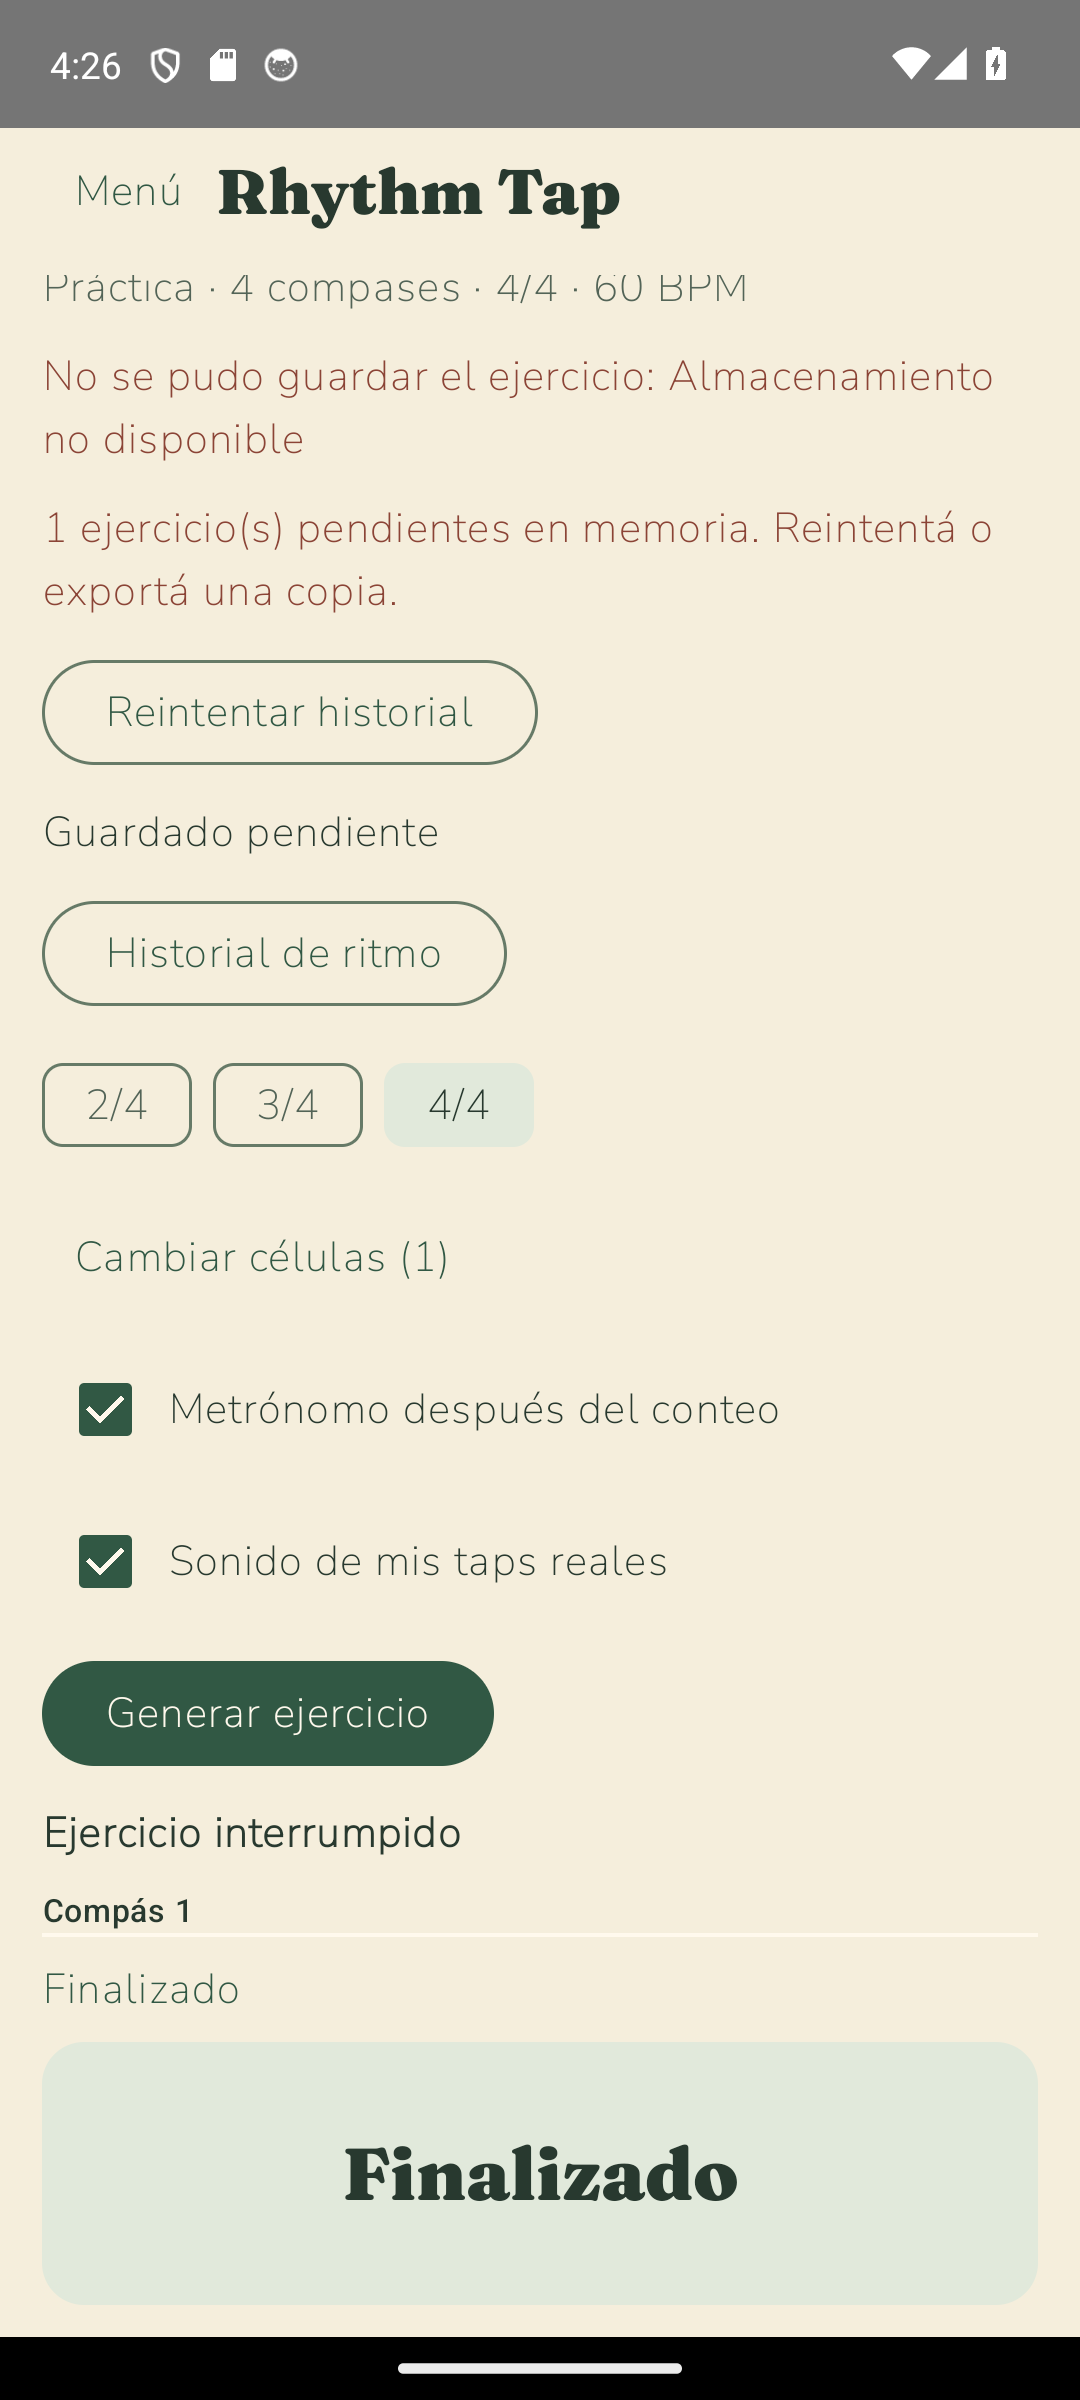 4:26
Menú Rhythm Tap
Práctica · 4 compases · 4/4 · 60 BPM
No se pudo guardar el ejercicio: Almacenamiento
no disponible
1 ejercicio(s) pendientes en memoria. Reintentá o
exportá una copia.
Reintentar historial
Guardado pendiente
Historial de ritmo
2/4 3/4 4/4
Cambiar células (1)
Metrónomo después del conteo
Sonido de mis taps reales
Generar ejercicio
Ejercicio interrumpido
Compás 1
Finalizado
Finalizado